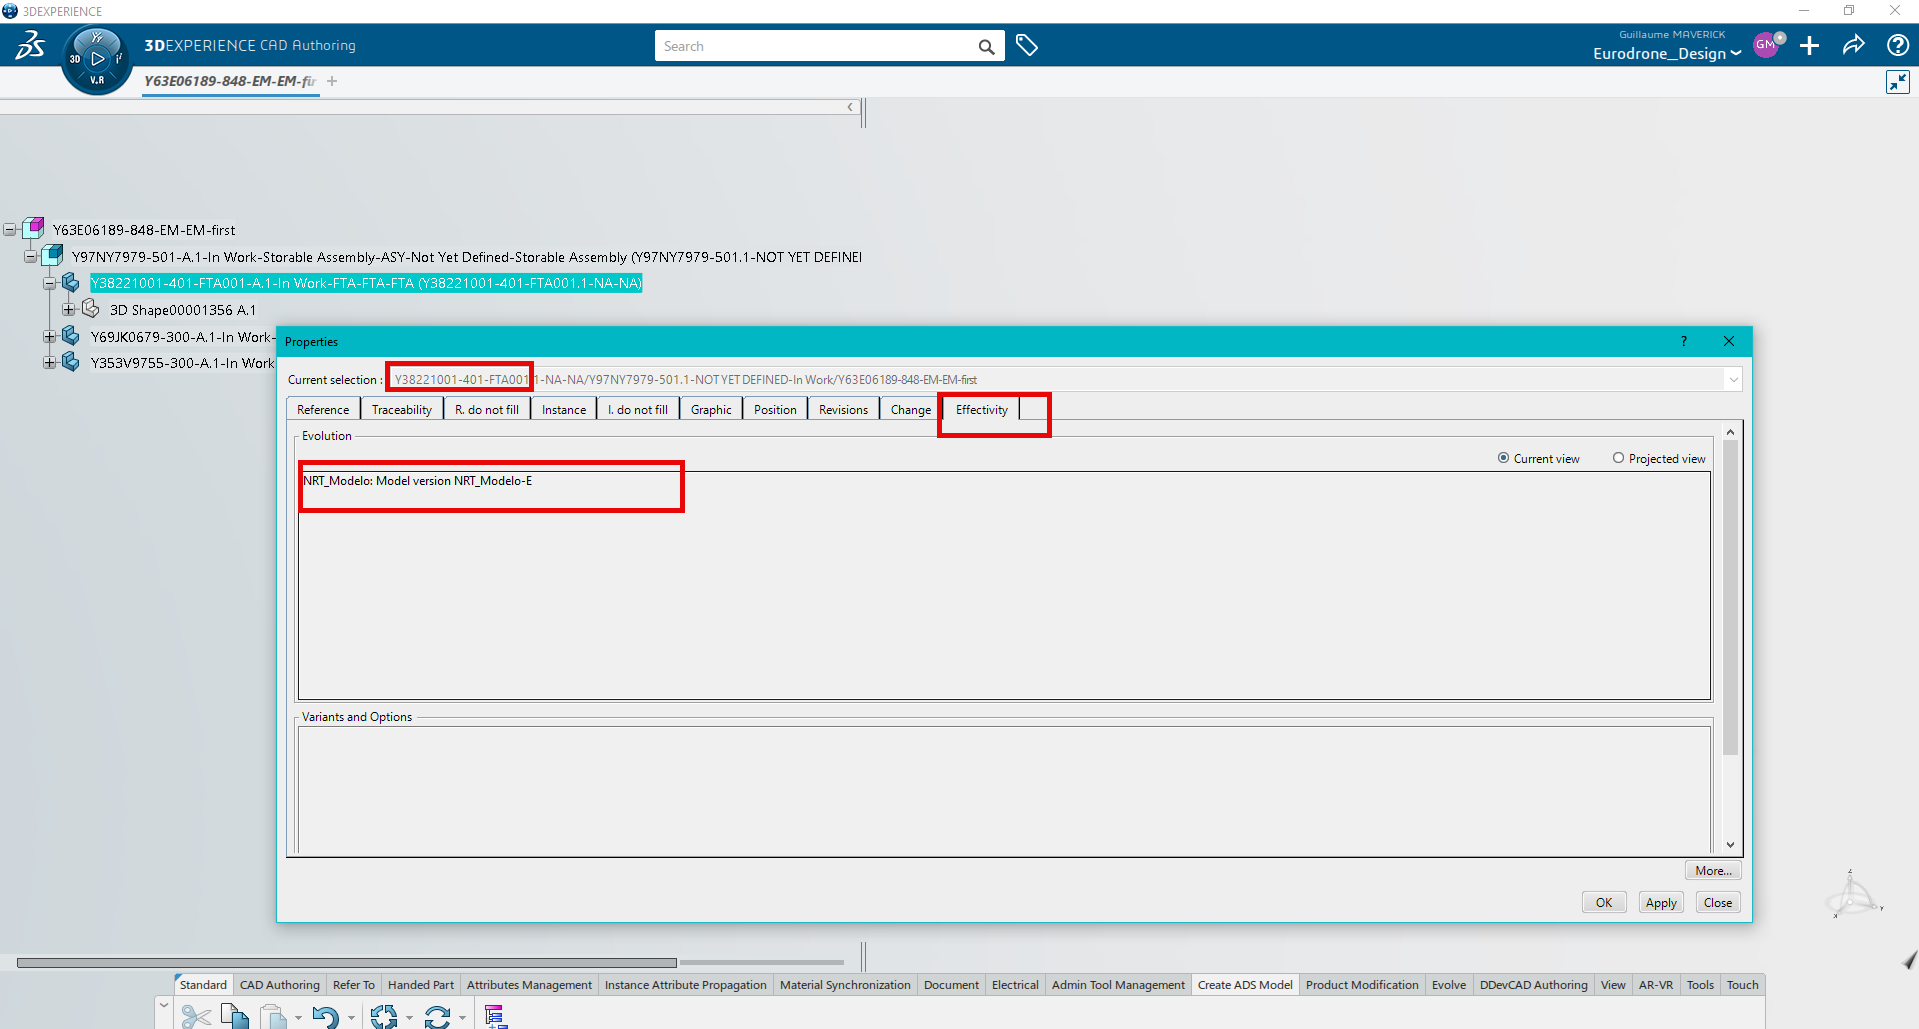 3DEXPERIENCE
3DEXPERIENCE CAD Authoring
Search
Guillaume MAVERICK
Eurodrone_Design
GM
3D
V.R
Y63E06189-848-EM-EM-fir
Y63E06189-848-EM-EM-first
Y97NY7979-501-A.1-In Work-Storable Assembly-ASY-Not Yet Defined-Storable Assembly (Y97NY7979-501.1-NOT YET DEFINEI
Y38221001-401-FTA001-A.1-In Work-FTA-FTA-FTA (Y38221001-401-FTA001.1-NA-NA)
3D Shape00001356 A.1
Y69JK0679-300-A.1-In Work-
Y353V9755-300-A.1-In Work
Properties
?
Current selection : Y38221001-401-FTA001.1-NA-NA/Y97NY7979-501.1-NOT YET DEFINED-In Work/Y63E06189-848-EM-EM-first
Reference Traceability R. do not fill Instance I. do not fill Graphic Position Revisions Change Effectivity
Evolution
Current view Projected view
NRT_Modelo: Model version NRT_Modelo-E
Variants and Options
More...
OK Apply Close
Standard CAD Authoring Refer To Handed Part Attributes Management Instance Attribute Propagation Material Synchronization Document Electrical Admin Tool Management Create ADS Model Product Modification Evolve DDevCAD Authoring View AR-VR Tools Touch